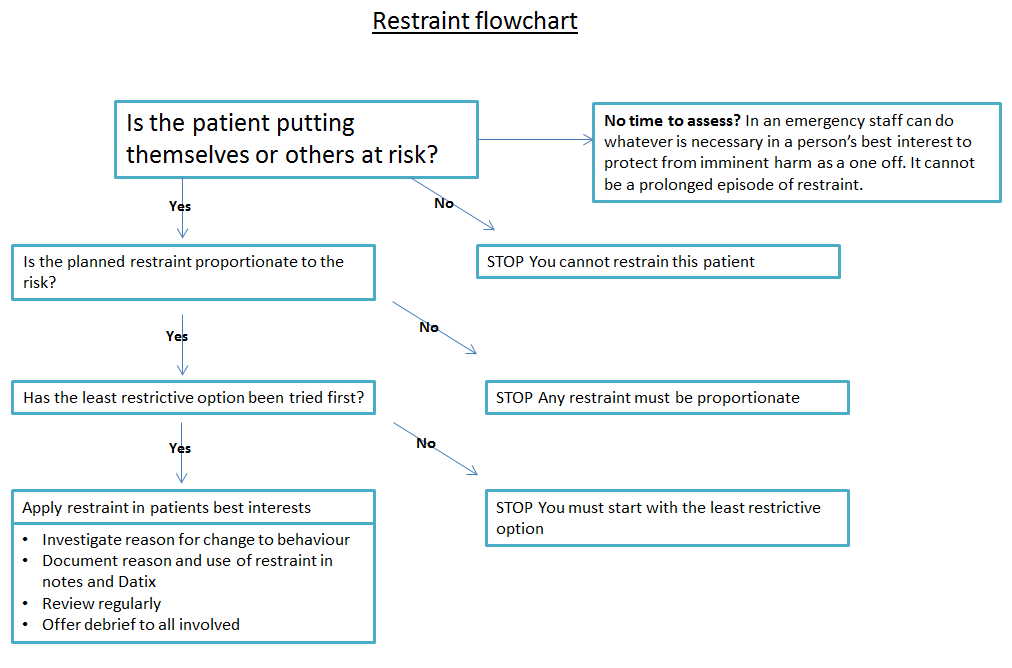 Restraint flowchart
Is the patient putting
themselves or others at risk?
No time to assess? In an emergency staff can do
whatever is necessary in a person’s best interest to
protect from imminent harm as a one off. It cannot
be a prolonged episode of restraint.
Yes
No
Is the planned restraint proportionate to the
risk?
STOP You cannot restrain this patient
Yes
No
Has the least restrictive option been tried first?
STOP Any restraint must be proportionate
Yes
No
Apply restraint in patients best interests
• Investigate reason for change to behaviour
• Document reason and use of restraint in
notes and Datix
• Review regularly
• Offer debrief to all involved
STOP You must start with the least restrictive
option